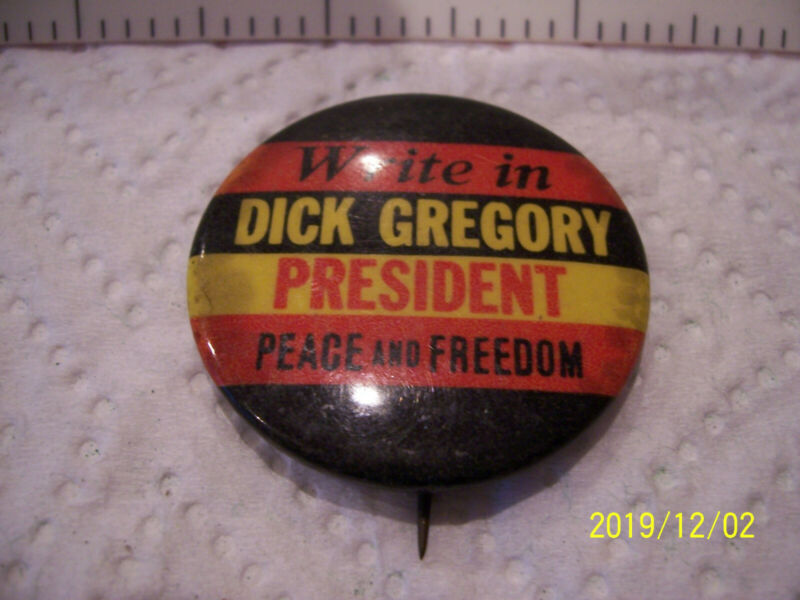 Write in
DICK GREGORY
PRESIDENT
PEACE AND FREEDOM
2019/12/02